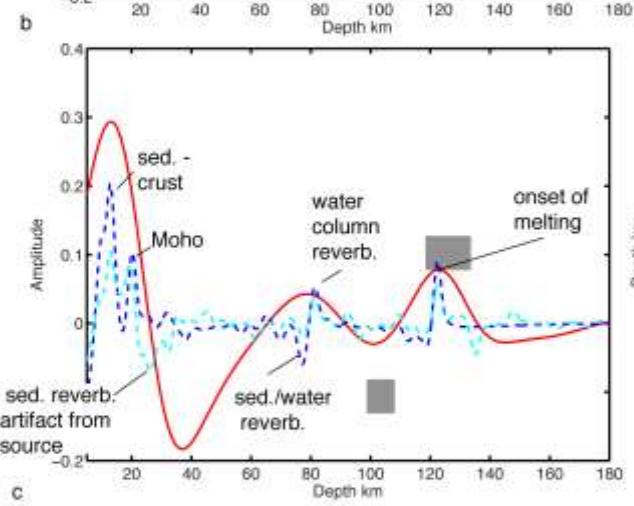 -0.2
20 40 60 80 100 120 140 160 180
b
Depth km
0.4
0.3
sed. -
crust
0.2
water
column
reverb.
onset of
melting
Moho
0.1
Amplitude
0
sed. reverb.
artifact from
source
sed./water
reverb.
-0.2
20 40 60 80 100 120 140 160 180
Depth km
c